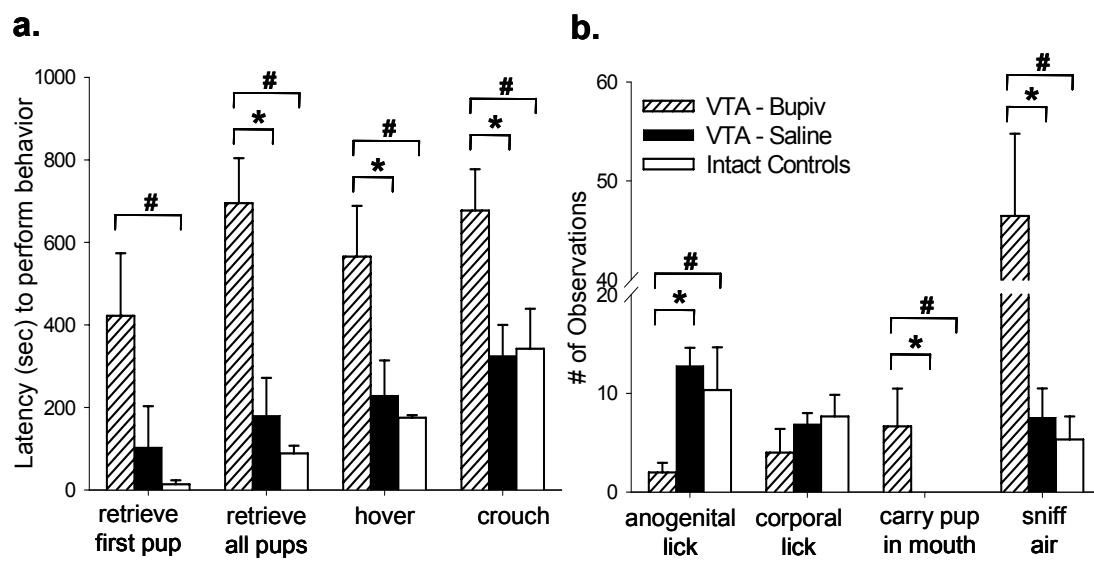 a.
Latency (sec) to perform behavior
1000
800
600
400
200
0
#
#
*
#
*
#
*
retrieve
first pup
retrieve
all pups
hover
crouch
b.
# of Observations
60
50
40
20
10
0
VTA - Bupiv
VTA - Saline
Intact Controls
#
*
#
*
#
*
anogenital
lick
corporal
lick
carry pup
in mouth
sniff
air